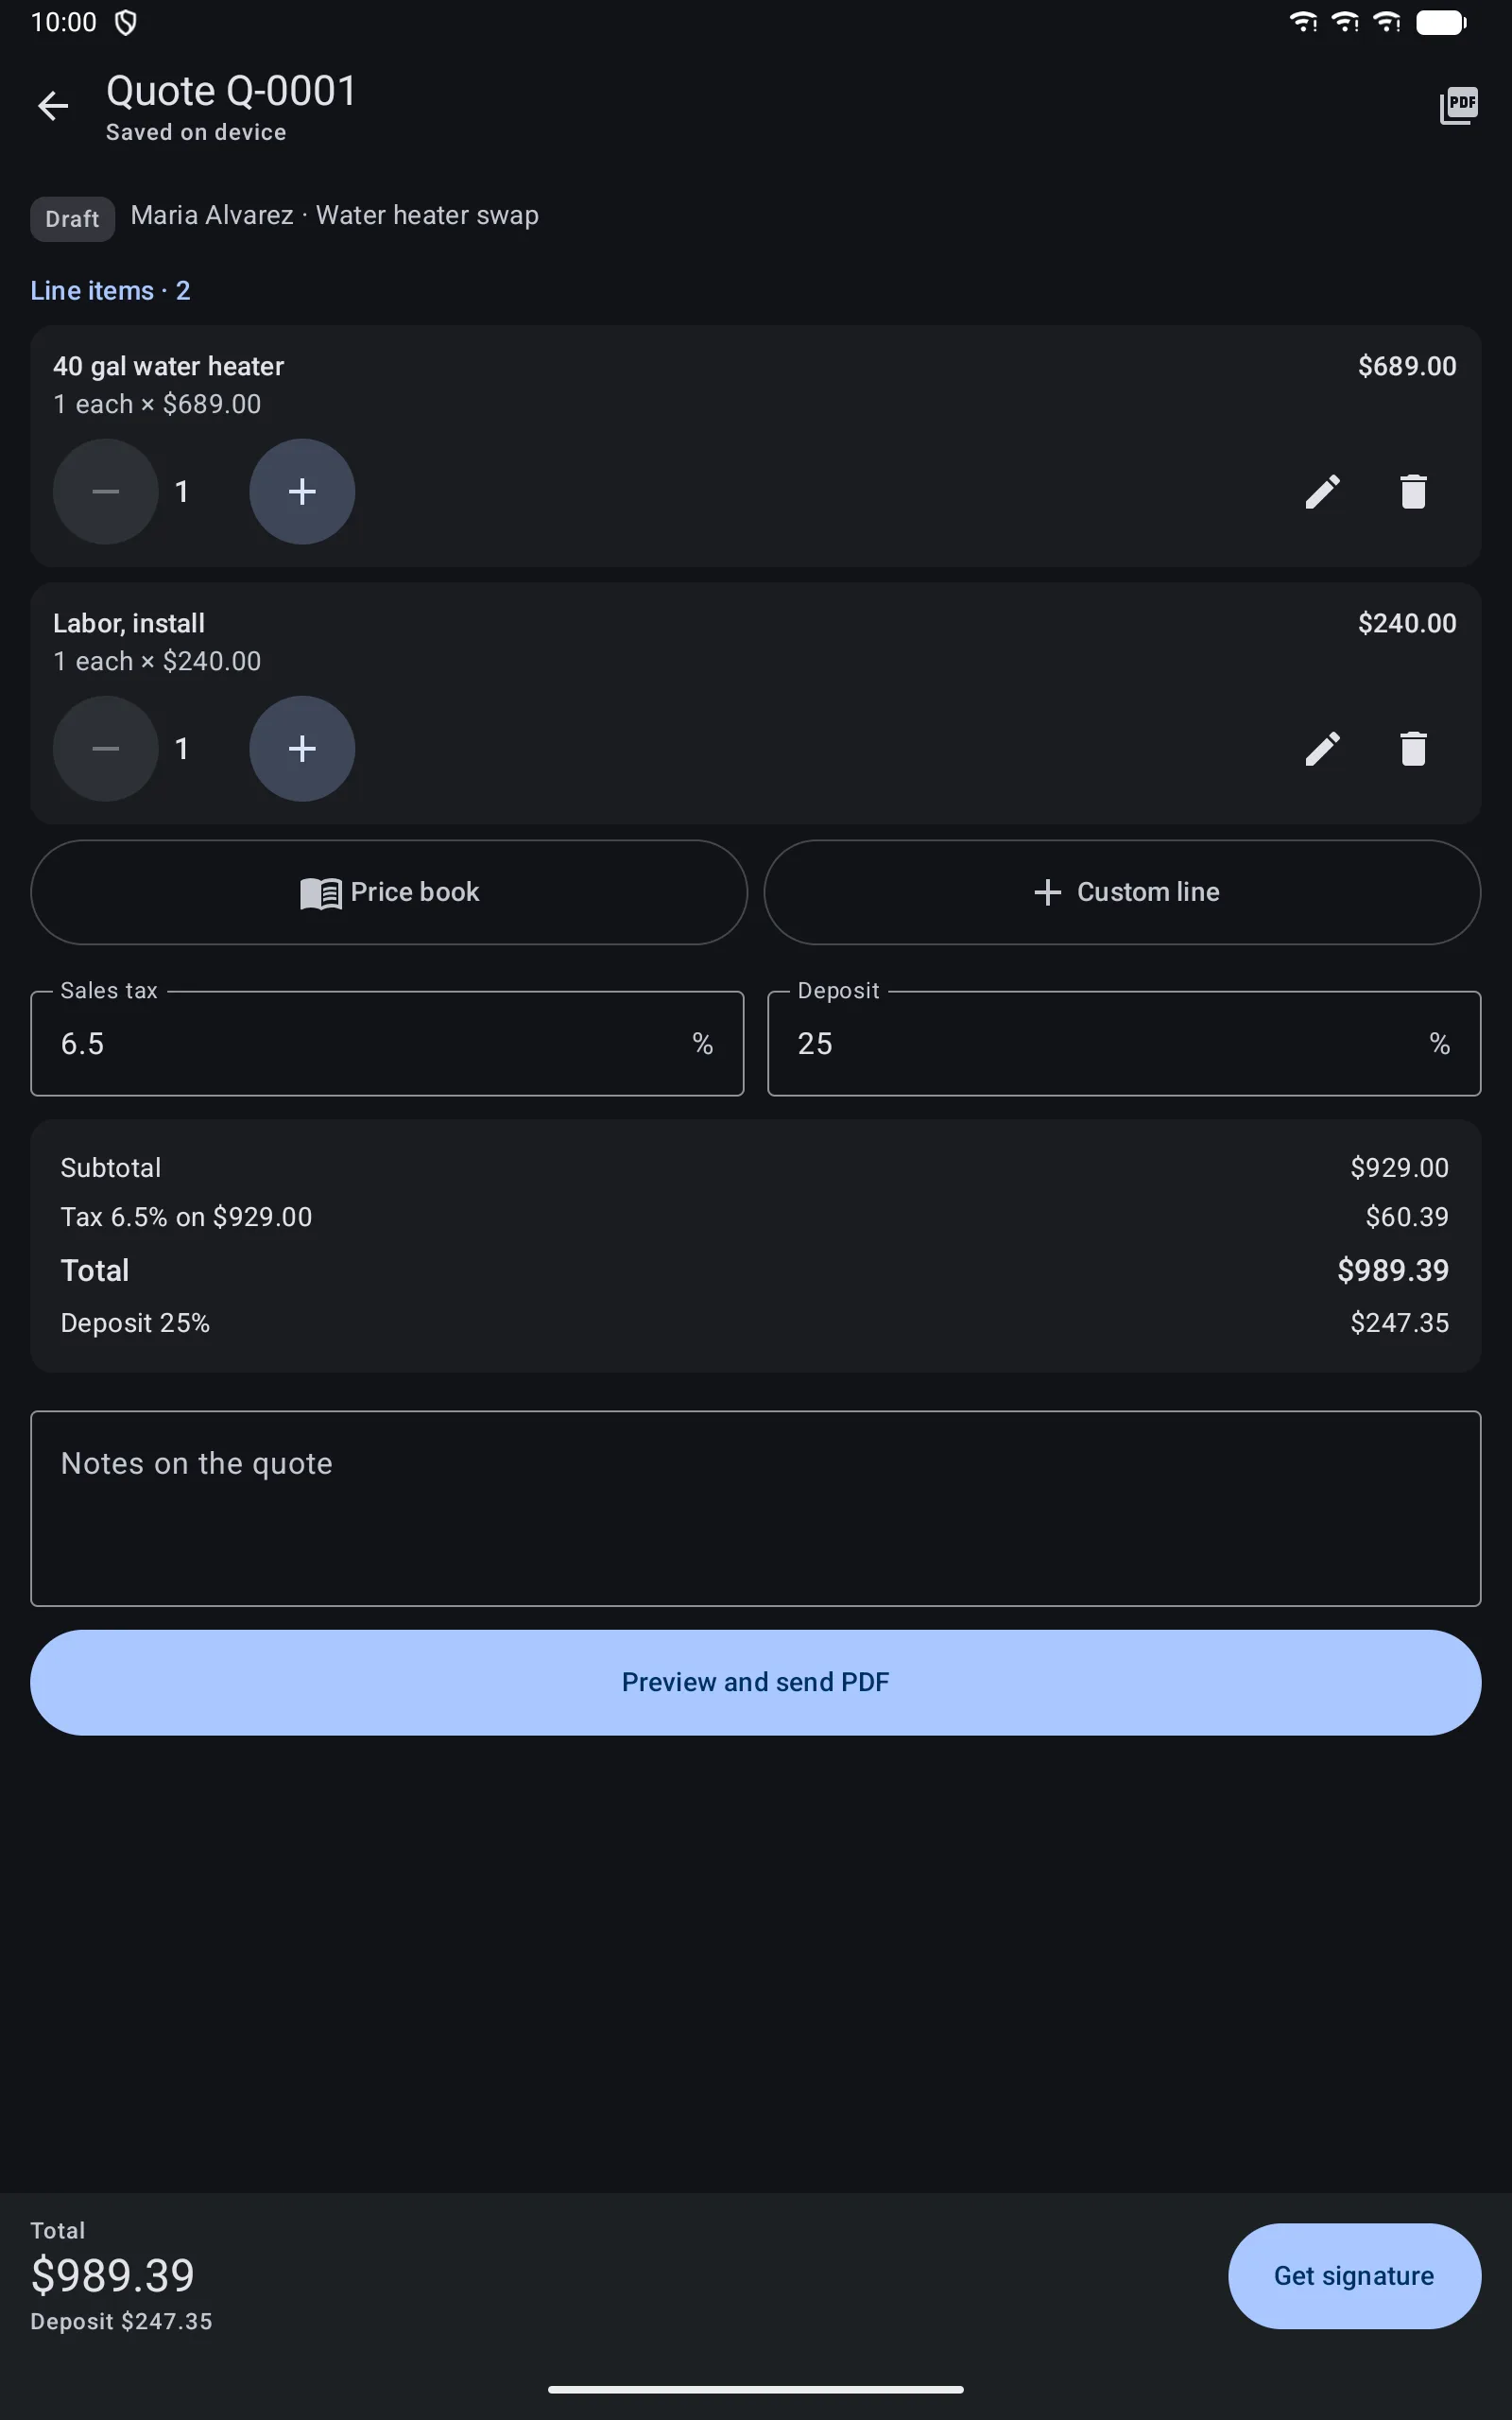 10:00
Quote Q-0001
Saved on device
PDF
Draft
Maria Alvarez · Water heater swap
Line items · 2
40 gal water heater
$689.00
1 each × $689.00
1
Labor, install
$240.00
1 each × $240.00
1
Price book
Custom line
Sales tax
Deposit
6.5 %
25 %
Subtotal
$929.00
Tax 6.5% on $929.00
$60.39
Total
$989.39
Deposit 25%
$247.35
Notes on the quote
Preview and send PDF
Total
$989.39
Deposit $247.35
Get signature